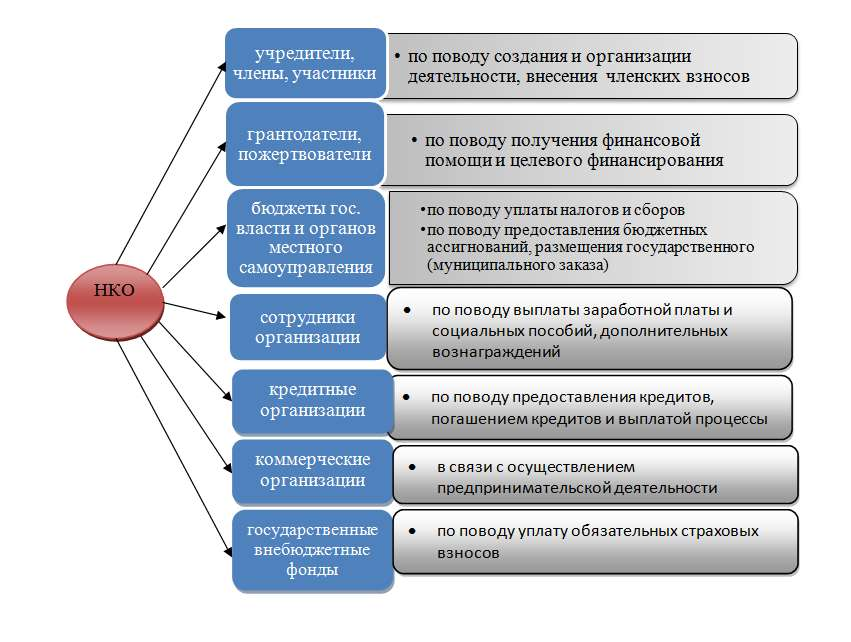 НКО
учредители,
члены, участники
• по поводу создания и организации
деятельности, внесения членских взносов
грантодатели,
пожертвователи
• по поводу получения финансовой
помощи и целевого финансирования
бюджеты гос.
власти и органов
местного
самоуправления
•по поводу уплаты налогов и сборов
•по поводу предоставления бюджетных
ассигнований, размещения государственного
(муниципального заказа)
сотрудники
организации
• по поводу выплаты заработной платы и
социальных пособий, дополнительных
вознаграждений
кредитные
организации
• по поводу предоставления кредитов,
погашением кредитов и выплатой процессы
коммерческие
организации
• в связи с осуществлением
предпринимательской деятельности
государственные
внебюджетные
фонды
• по поводу уплату обязательных страховых
взносов